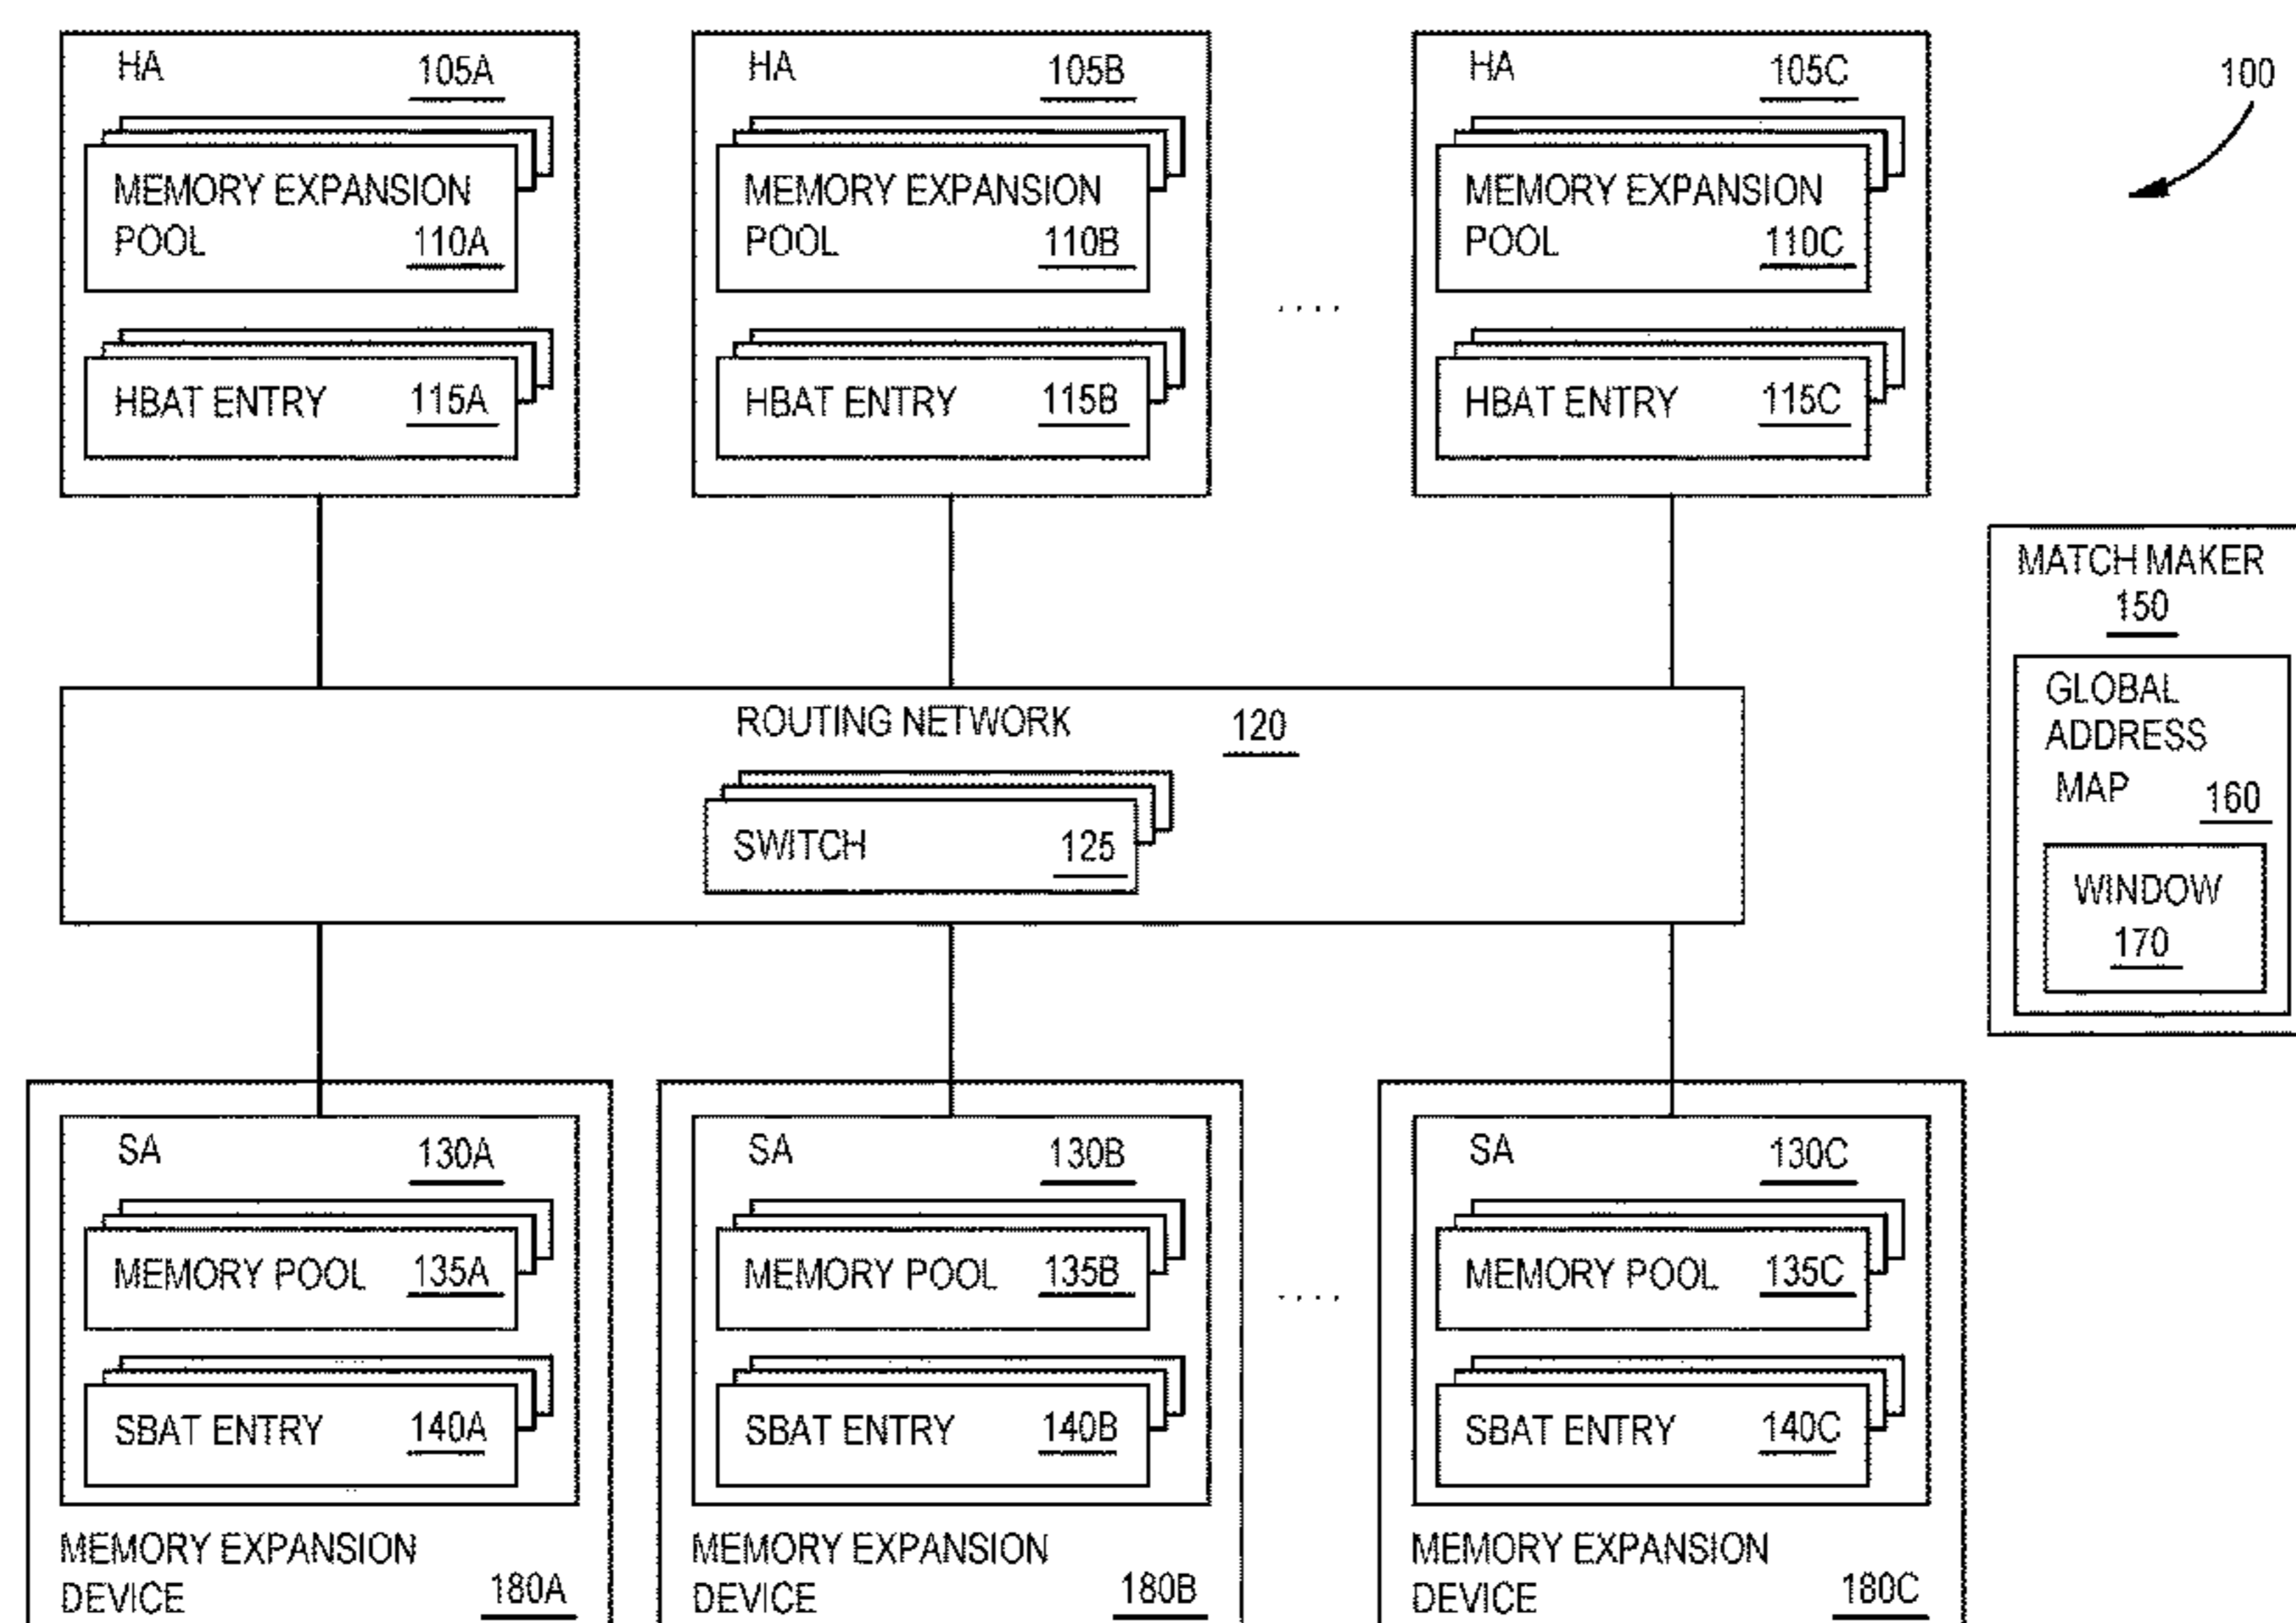 HA 105A
MEMORY EXPANSION
POOL 110A
HBAT ENTRY 115A
HA 105B
MEMORY EXPANSION
POOL 110B
HBAT ENTRY 115B
....
HA 105C
MEMORY EXPANSION
POOL 110C
HBAT ENTRY 115C
100
MATCH MAKER
150
GLOBAL
ADDRESS
MAP 160
WINDOW
170
ROUTING NETWORK 120
SWITCH 125
SA 130A
MEMORY POOL 135A
SBAT ENTRY 140A
MEMORY EXPANSION
DEVICE 180A
SA 130B
MEMORY POOL 135B
SBAT ENTRY 140B
MEMORY EXPANSION
DEVICE 180B
....
SA 130C
MEMORY POOL 135C
SBAT ENTRY 140C
MEMORY EXPANSION
DEVICE 180C